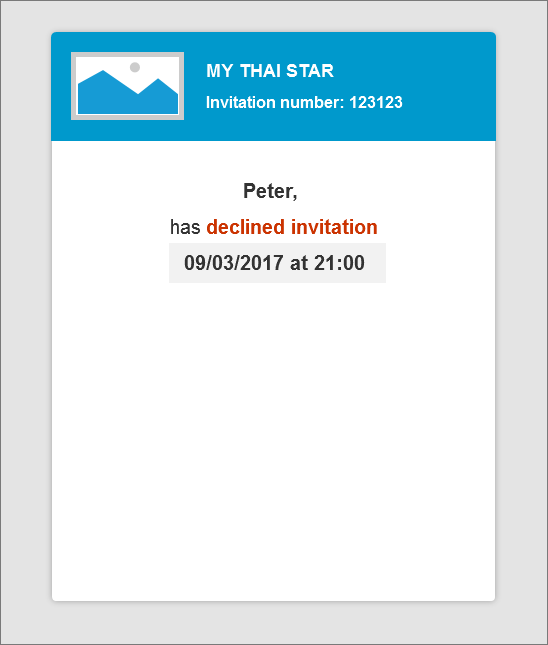 MY THAI STAR
Invitation number: 123123
Peter,
has declined invitation
09/03/2017 at 21:00